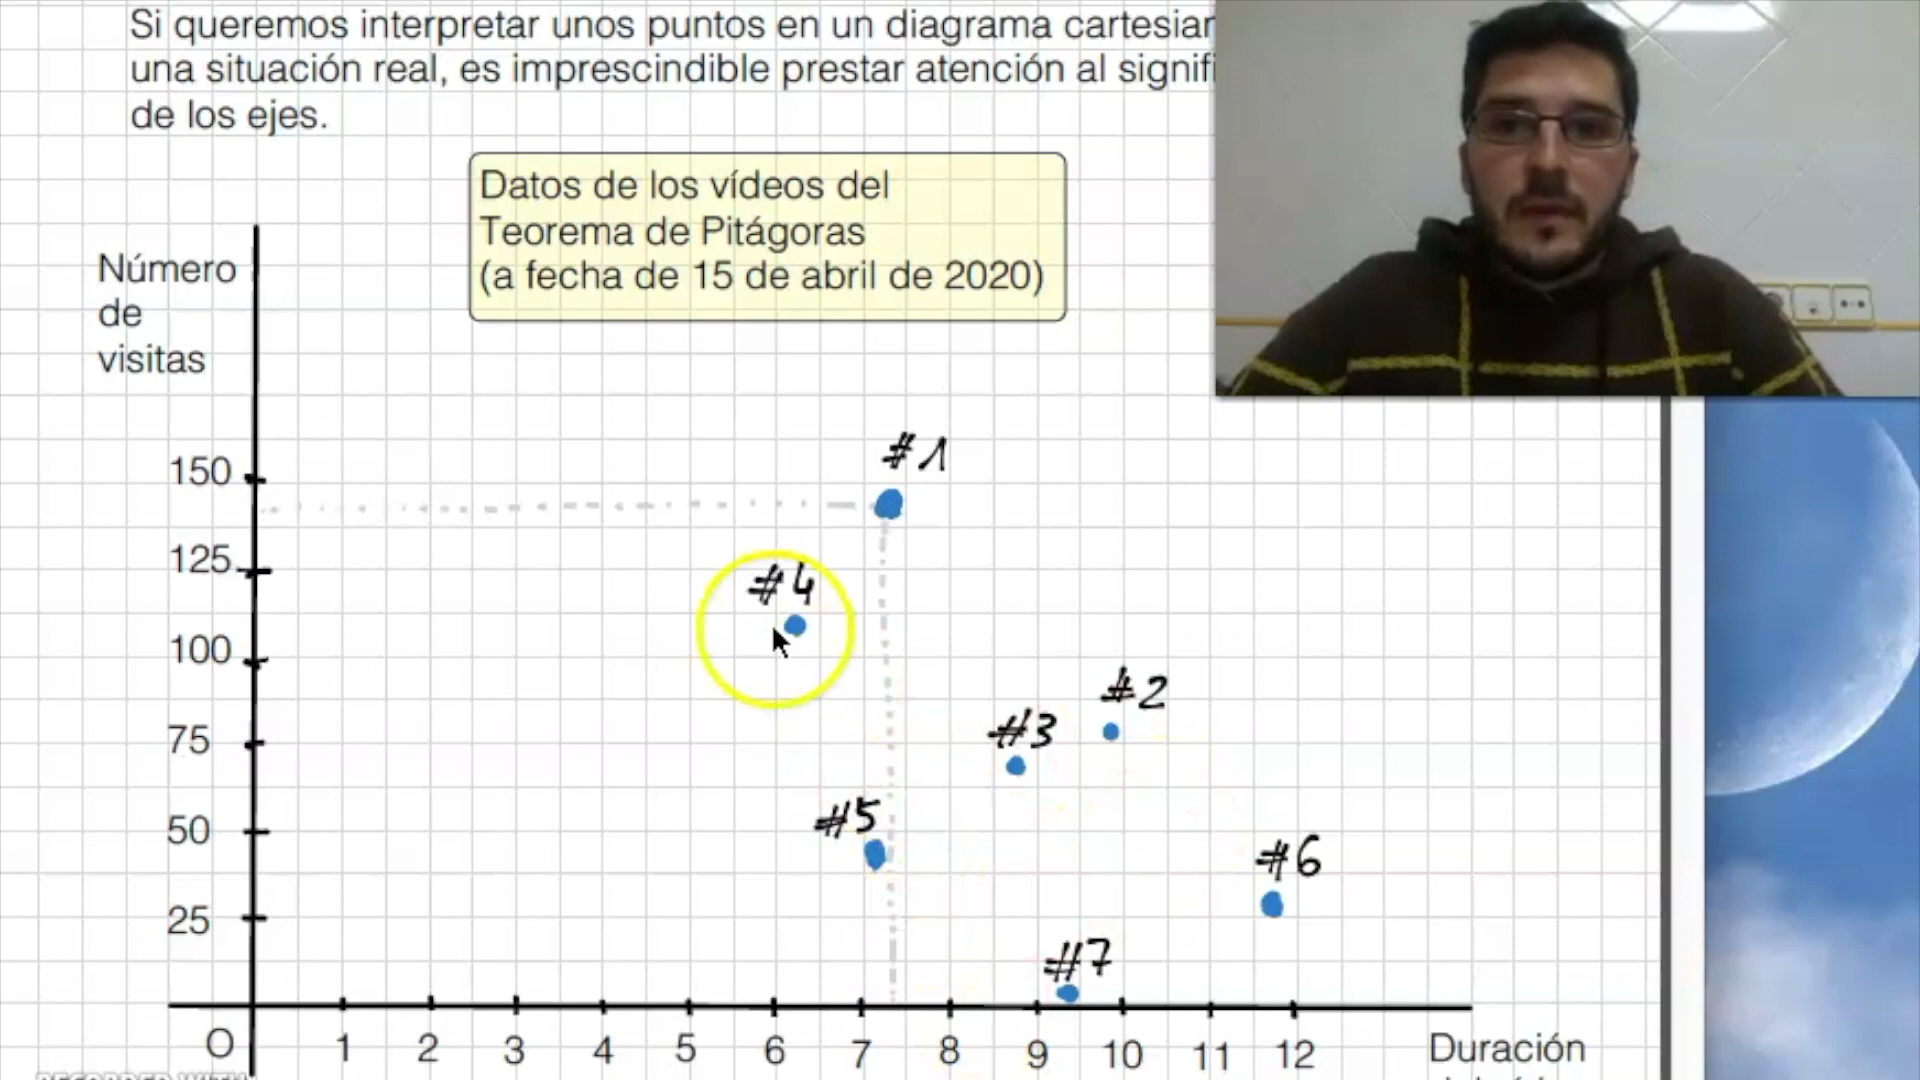 Si queremos interpretar unos puntos en un diagrama
una situación real, es imprescindible prestar atención al
de los ejes.
Datos de los vídeos del
Teorema de Pitágoras
(a fecha de 15 de abril de 2020)
Número
de
visitas
150
125
100
75
50
25
#1
#4
#2
#3
#5
#6
#7
O 1 2 3 4 5 6 7 8 9 10 11 12
Duración